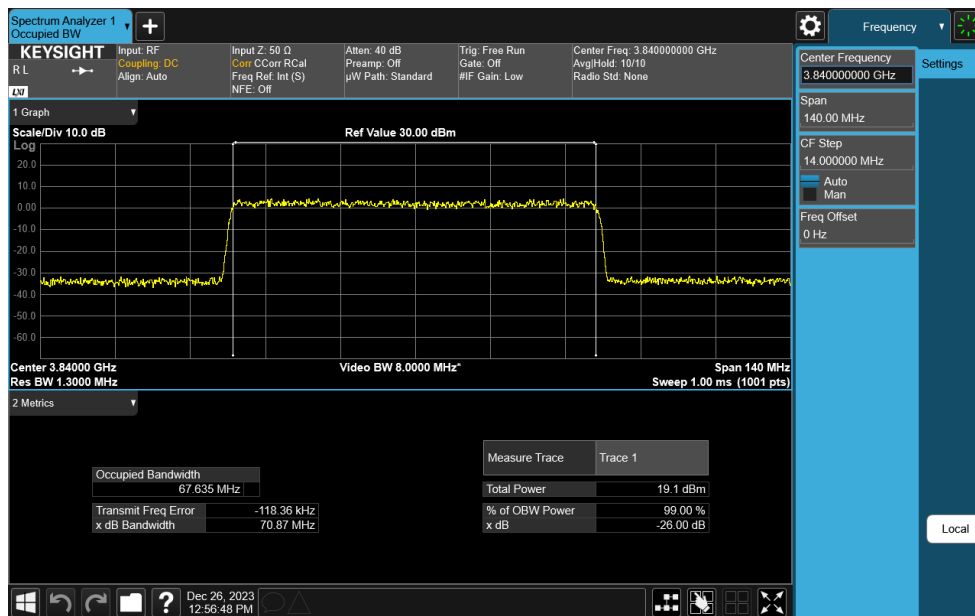 Spectrum Analyzer 1
Occupied BW
Frequency
KEYSIGHT
R L
LXI
Input: RF
Coupling: DC
Align: Auto
Input Z: 50 Ω
Corr CCorr RCal
Freq Ref: Int (S)
NFE: Off
Atten: 40 dB
Preamp: Off
µW Path: Standard
Trig: Free Run
Gate: Off
#IF Gain: Low
Center Freq: 3.840000000 GHz
Avg|Hold: 10/10
Radio Std: None
Center Frequency
3.840000000 GHz
Settings
Span
140.00 MHz
CF Step
14.000000 MHz
Auto
Man
Freq Offset
0 Hz
1 Graph
Scale/Div 10.0 dB
Ref Value 30.00 dBm
Log
20.0
10.0
0.00
-10.0
-20.0
-30.0
-40.0
-50.0
-60.0
Center 3.84000 GHz
Video BW 8.0000 MHz*
Span 140 MHz
Res BW 1.3000 MHz
Sweep 1.00 ms (1001 pts)
2 Metrics
Measure Trace
Trace 1
Occupied Bandwidth
67.635 MHz
Total Power
19.1 dBm
Transmit Freq Error
-118.36 kHz
% of OBW Power
99.00 %
x dB Bandwidth
70.87 MHz
x dB
-26.00 dB
Local
Dec 26, 2023
12:56:48 PM